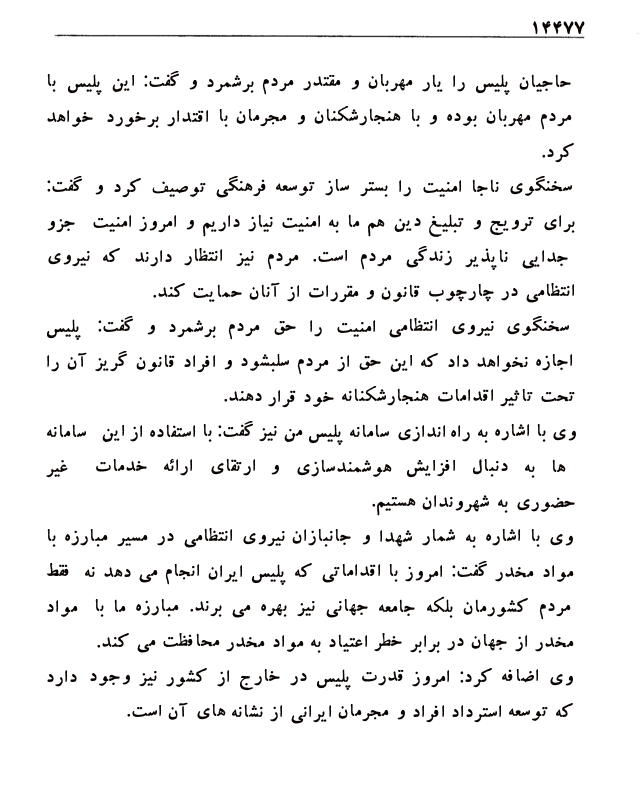 ۱۴۴۷۷
حاجیان پلیس را یار مهربان و مقتدر مردم برشمرد و گفت: این پلیس با
مردم مهربان بوده و با هنجارشکنان و مجرمان با اقتدار برخورد خواهد
کرد.
سخنگوی ناجا امنیت را بستر ساز توسعه فرهنگی توصیف کرد و گفت:
برای ترویج و تبلیغ دین هم ما به امنیت نیاز داریم و امروز امنیت جزو
جدایی ناپذیر زندگی مردم است. مردم نیز انتظار دارند که نیروی
انتظامی در چارچوب قانون و مقررات از آنان حمایت کند.
سخنگوی نیروی انتظامی امنیت را حق مردم برشمرد و گفت: پلیس
اجازه نخواهد داد که این حق از مردم سلبشود و افراد قانون گریز آن را
تحت تاثیر اقدامات هنجارشکنانه خود قرار دهند.
وی با اشاره به راه اندازی سامانه پلیس من نیز گفت: با استفاده از این سامانه
ها به دنبال افزایش هوشمندسازی و ارتقای ارائه خدمات غیر
حضوری به شهروندان هستیم.
وی با اشاره به شمار شهدا و جانبازان نیروی انتظامی در مسیر مبارزه با
مواد مخدر گفت: امروز با اقداماتی که پلیس ایران انجام می دهد نه فقط
مردم کشورمان بلکه جامعه جهانی نیز بهره می برند. مبارزه ما با مواد
مخدر از جهان در برابر خطر اعتیاد به مواد مخدر محافظت می کند.
وی اضافه کرد: امروز قدرت پلیس در خارج از کشور نیز وجود دارد
که توسعه استرداد افراد و مجرمان ایرانی از نشانه های آن است.